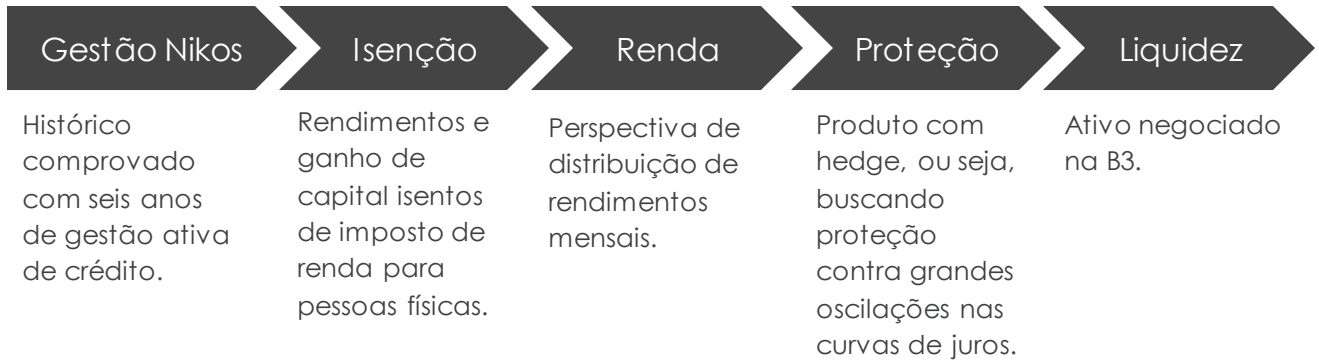 Gestão Nikos
Histórico
comprovado
com seis anos
de gestão ativa
de crédito.
Isenção
Rendimentos e
ganho de
capital isentos
de imposto de
renda para
pessoas físicas.
Renda
Perspectiva de
distribuição de
rendimentos
mensais.
Proteção
Produto com
hedge, ou seja,
buscando
proteção
contra grandes
oscilações nas
curvas de juros.
Liquidez
Ativo negociado
na B3.